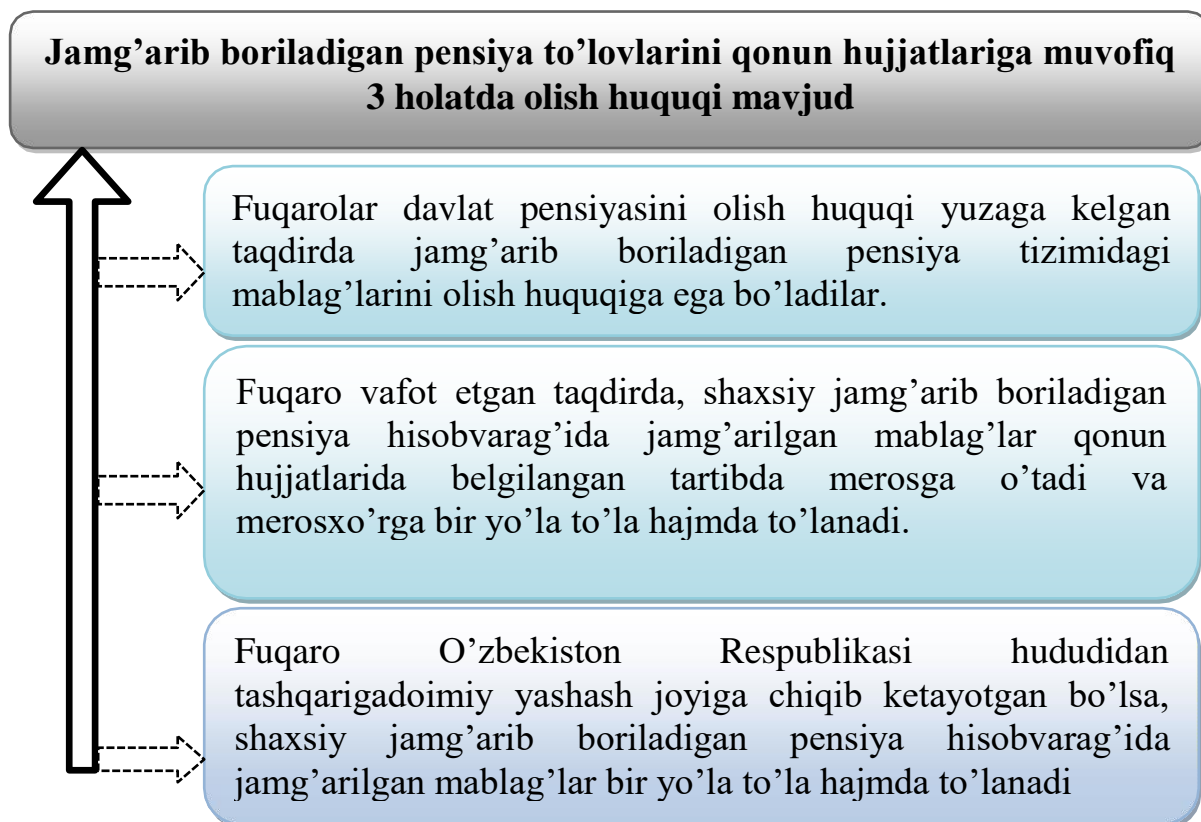 Jamg’arib boriladigan pensiya to’lovlarini qonun hujjatlariga muvofiq
3 holatda olish huquqi mavjud
Fuqarolar davlat pensiyasini olish huquqi yuzaga kelgan
taqdirda jamg’arib boriladigan pensiya tizimidagi
mablag’larini olish huquqiga ega bo’ladilar.
Fuqaro vafot etgan taqdirda, shaxsiy jamg’arib boriladigan
pensiya hisobvarag’ida jamg’arilgan mablag’lar qonun
hujjatlarida belgilangan tartibda merosga o’tadi va
merosxo’rga bir yo’la to’la hajmda to’lanadi.
Fuqaro O’zbekiston Respublikasi hududidan
tashqarigadoimiy yashash joyiga chiqib ketayotgan bo’lsa,
shaxsiy jamg’arib boriladigan pensiya hisobvarag’ida
jamg’arilgan mablag’lar bir yo’la to’la hajmda to’lanadi